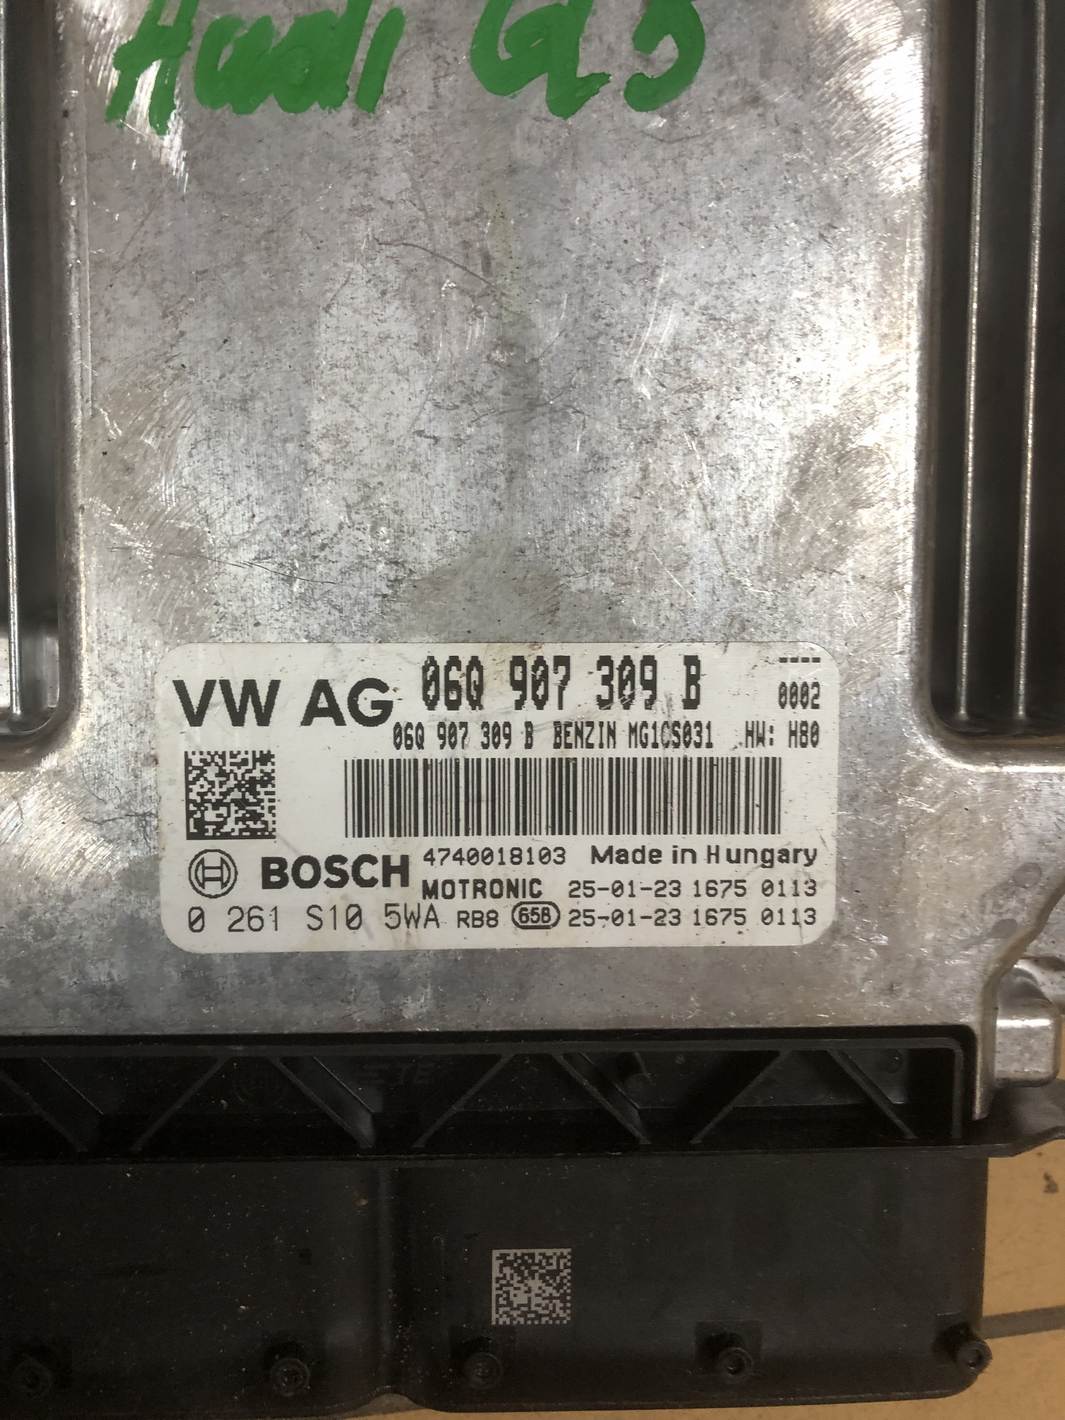 Audi Q5
VW AG 06Q 907 309 B ----
0002
06Q 907 309 B BENZIN MG1CS031 HW: H80
BOSCH 4740018103 Made in Hungary
MOTRONIC 25-01-23 1675 0113
0 261 S10 5WA RB8 658 25-01-23 1675 0113